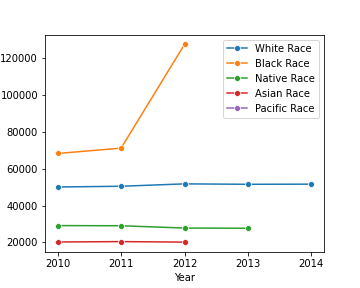 White Race
Black Race
Native Race
Asian Race
Pacific Race
120000
100000
80000
60000
40000
20000
2010 2011 2012 2013 2014
Year